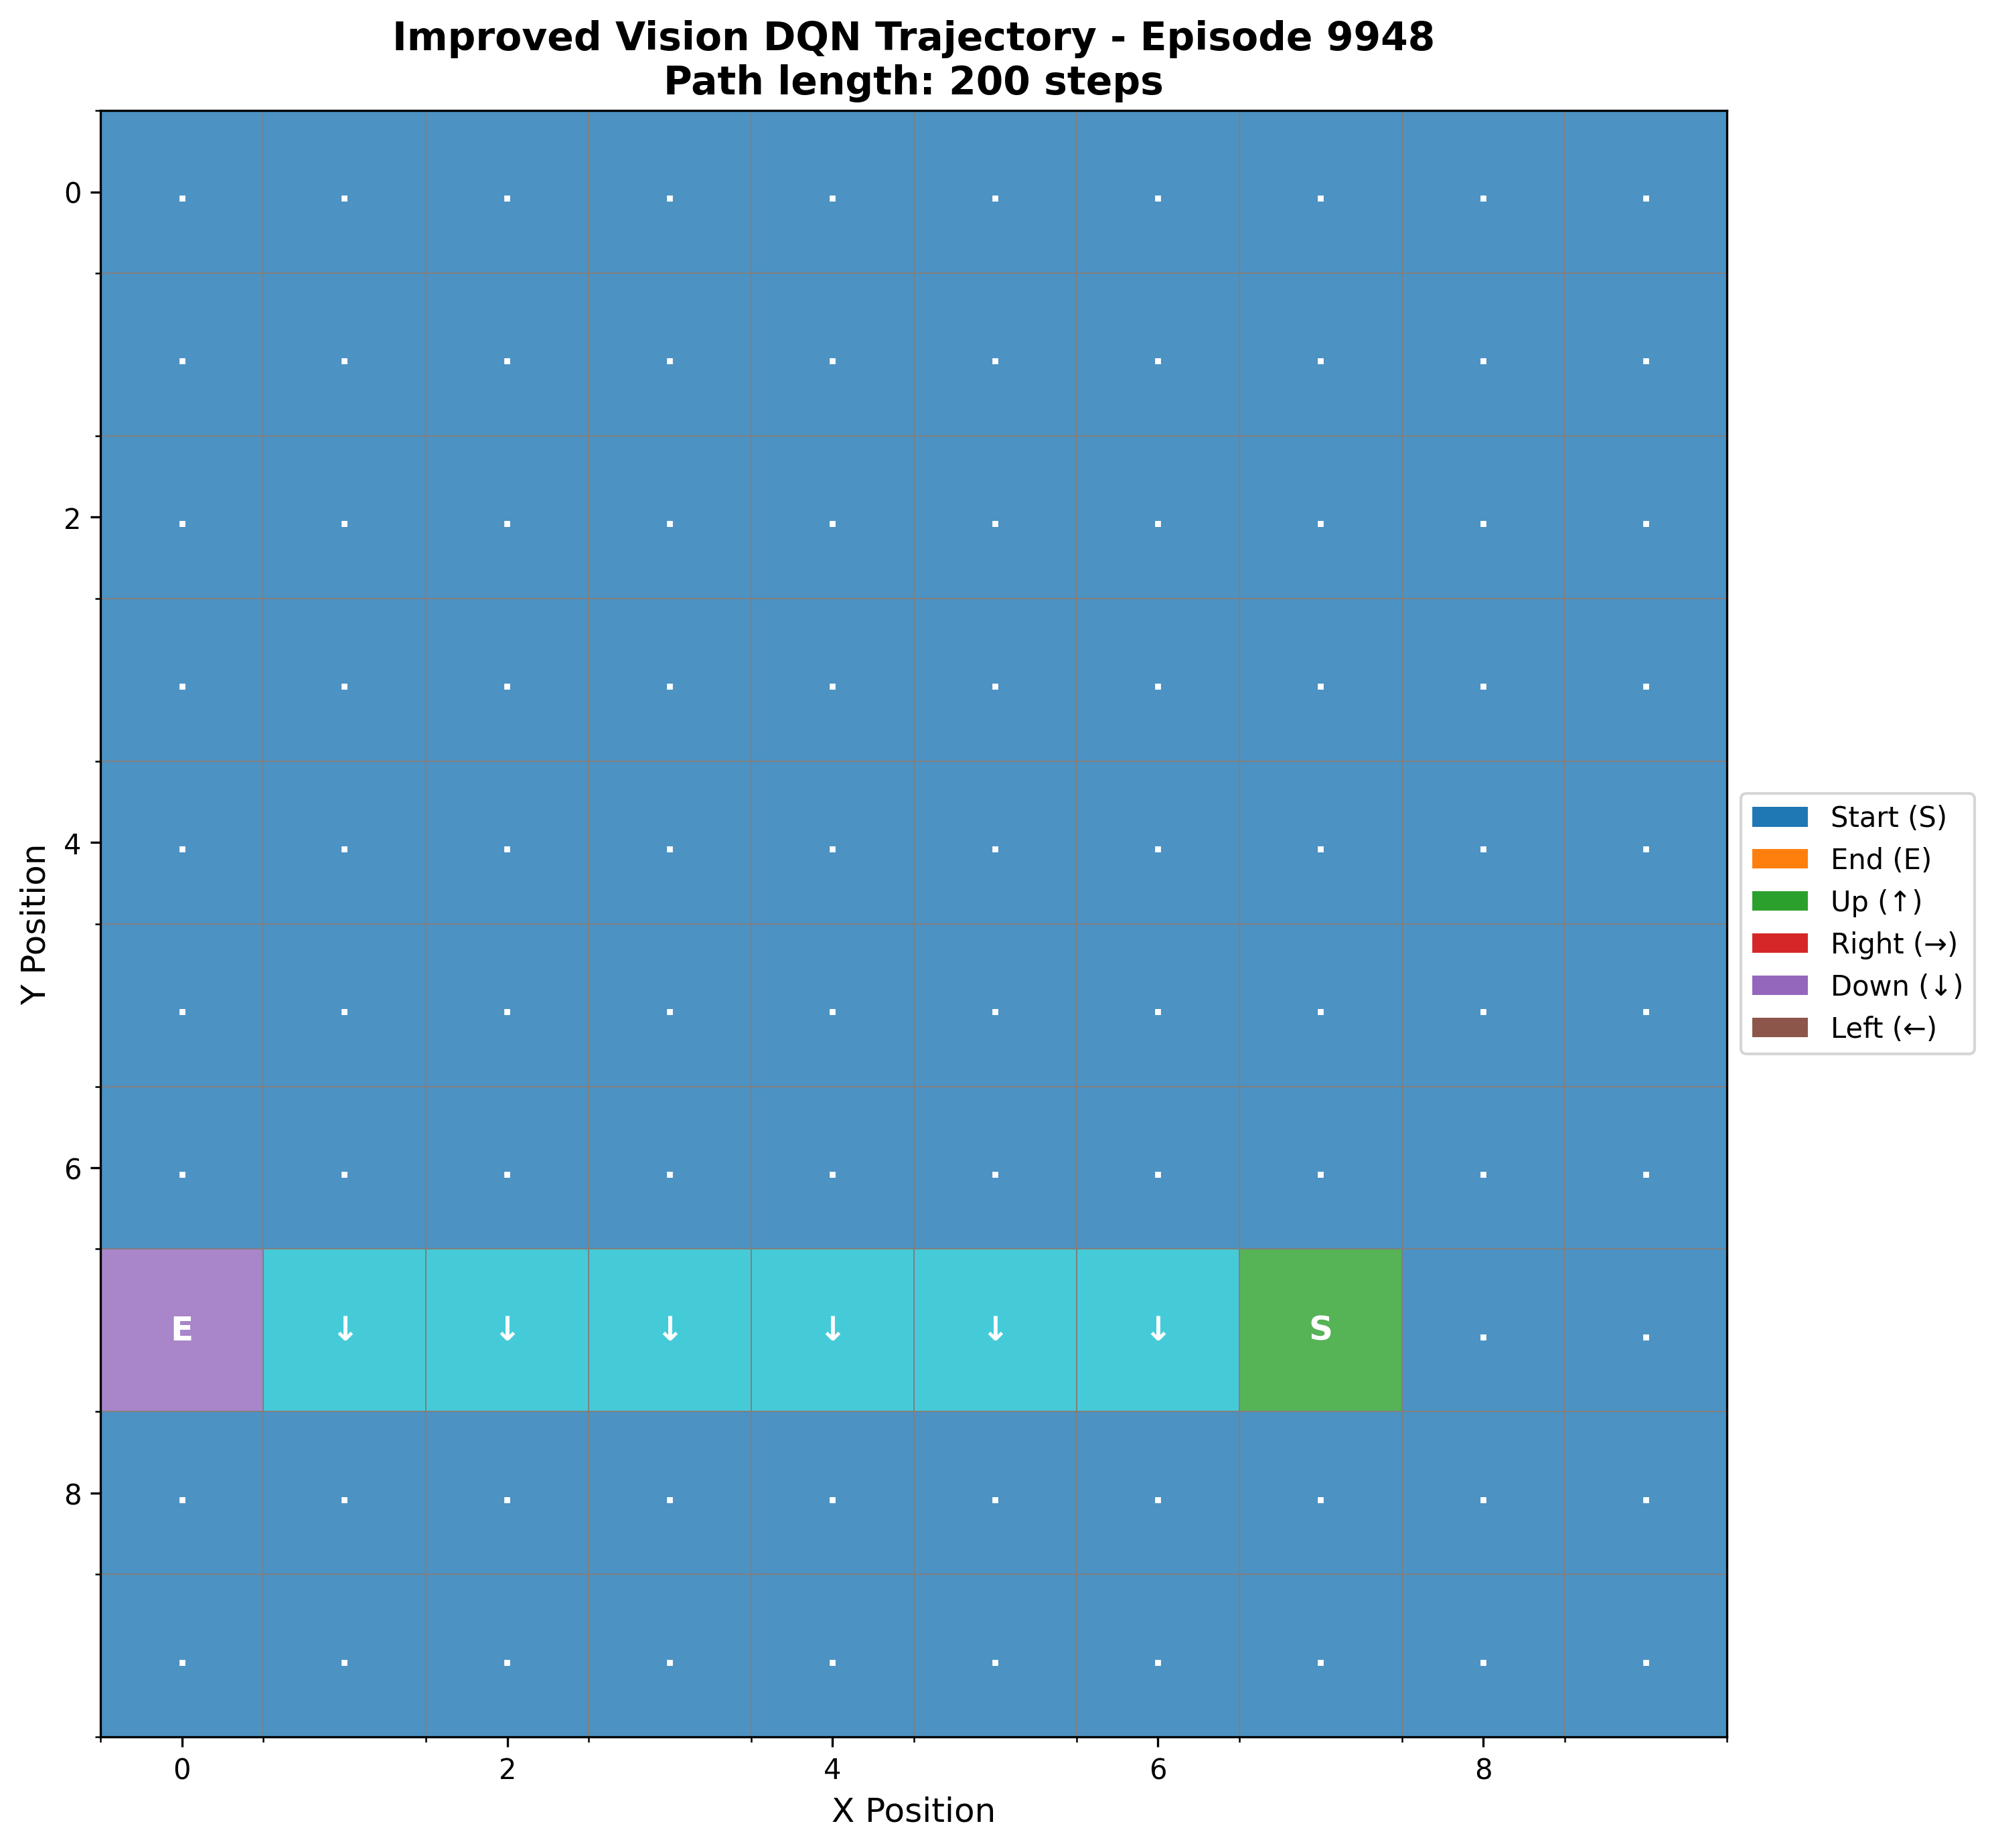 Improved Vision DQN Trajectory - Episode 9948
Path length: 200 steps
0
2
4
6
8
Y Position
E ↓ ↓ ↓ ↓ ↓ ↓ S
0 2 4 6 8
X Position
Start (S)
End (E)
Up (↑)
Right (→)
Down (↓)
Left (←)